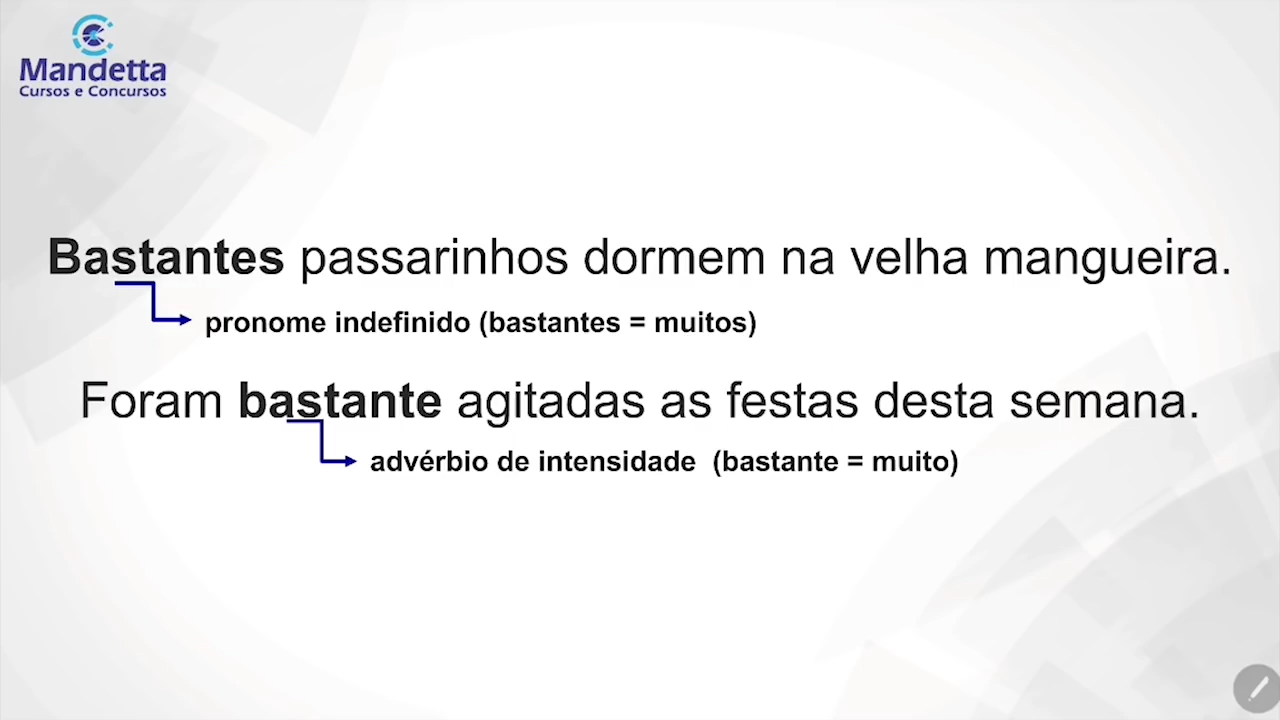 Mandetta
Cursos e Concursos
Bastantes passarinhos dormem na velha mangueira.
pronome indefinido (bastantes = muitos)
Foram bastante agitadas as festas desta semana.
advérbio de intensidade (bastante = muito)